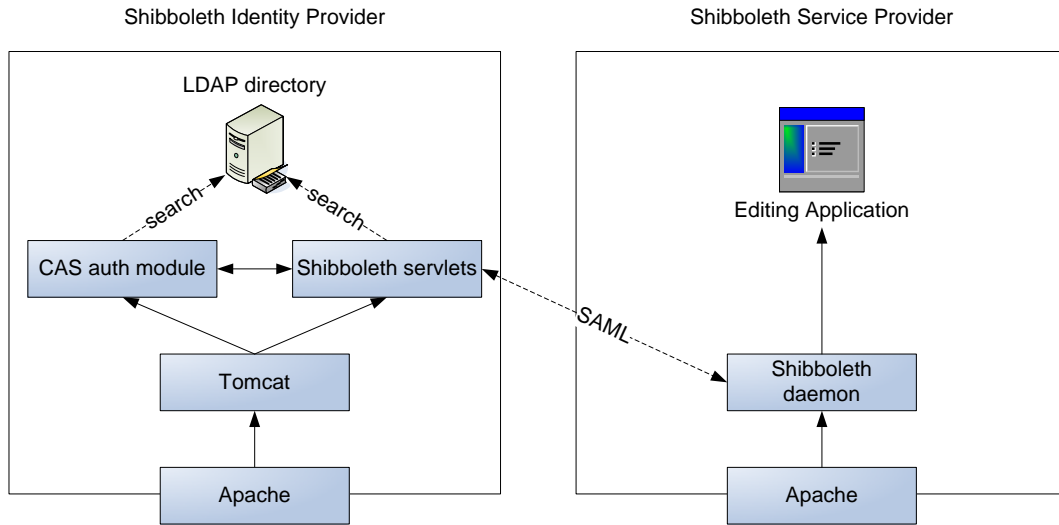 Shibboleth Identity Provider
Shibboleth Service Provider
LDAP directory
search
search
Editing Application
CAS auth module
Shibboleth servlets
SAML
Tomcat
Shibboleth
daemon
Apache
Apache